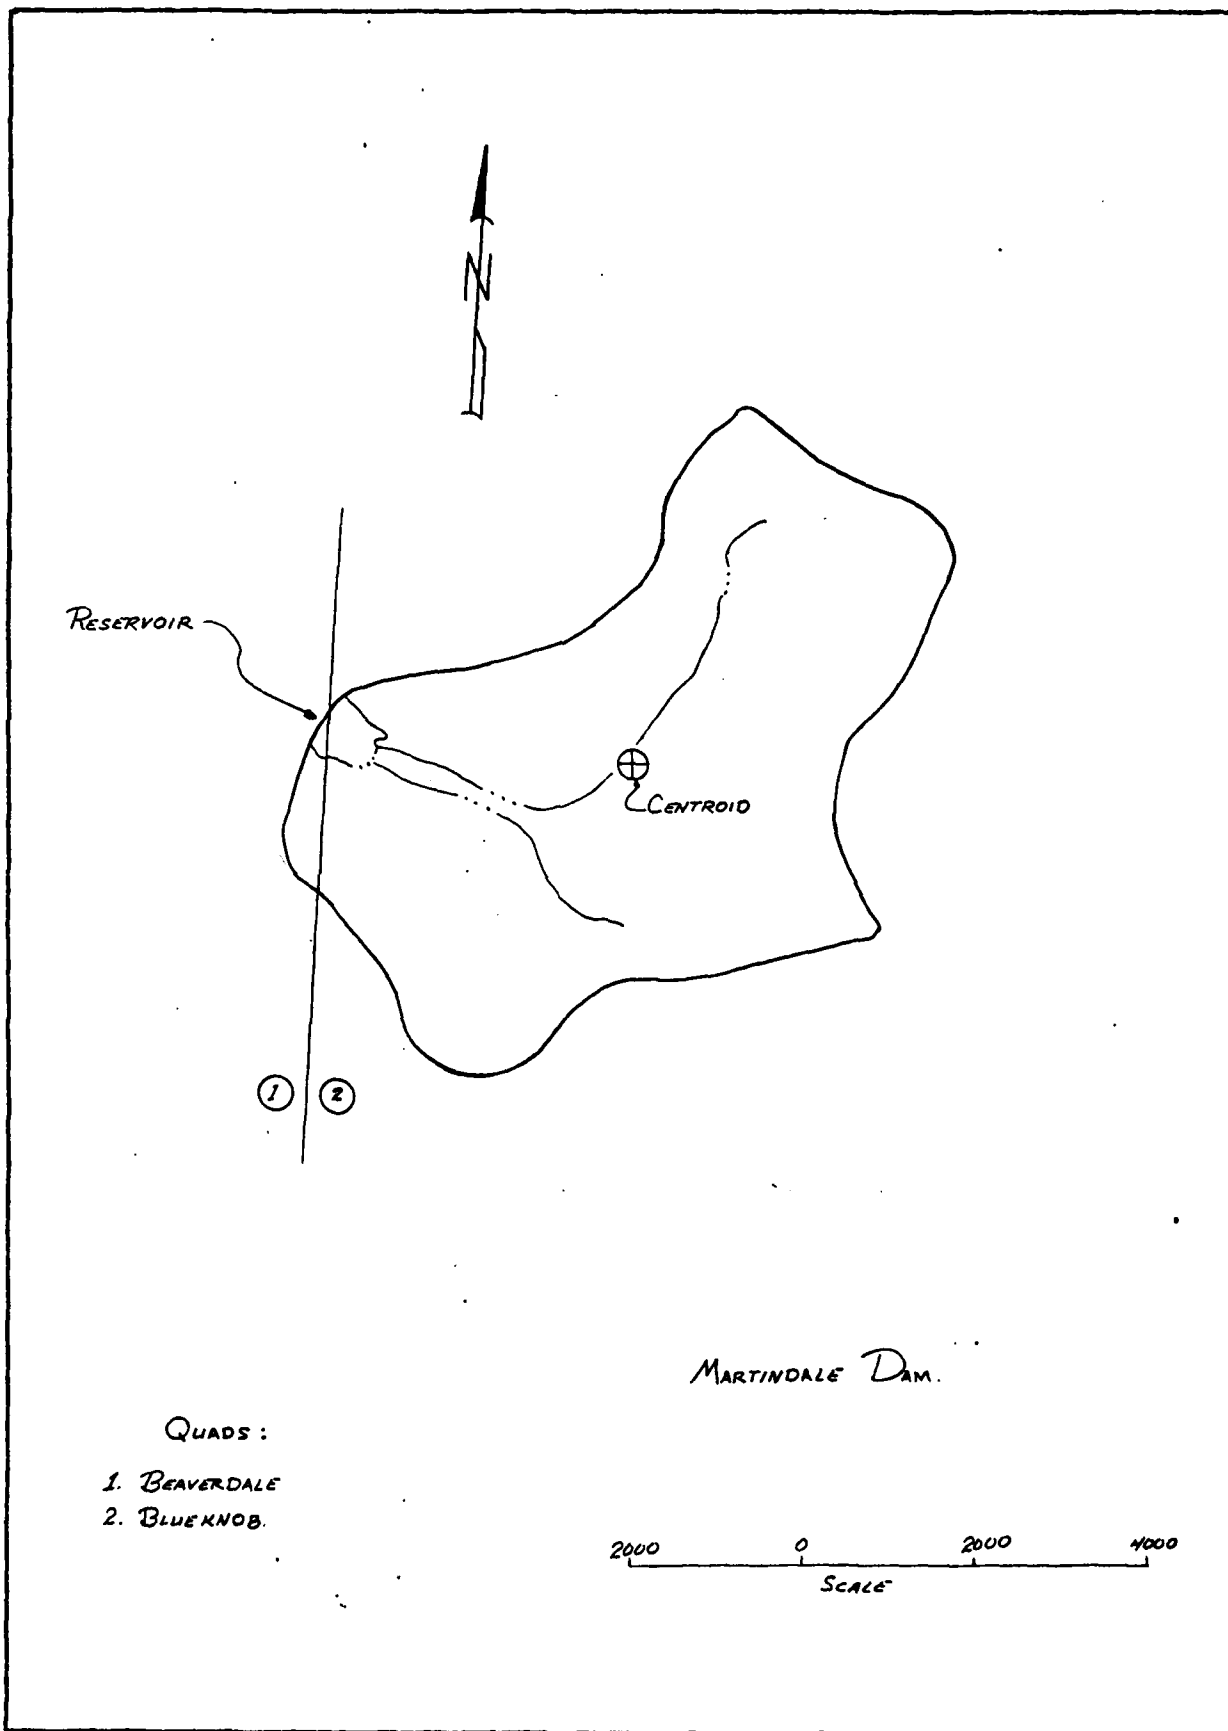 N
RESERVOIR
CENTROID
1 2
MARTINDALE DAM.
QUADS:
1. BEAVERDALE
2. BLUEKNOB.
2000 0 2000 4000
SCALE